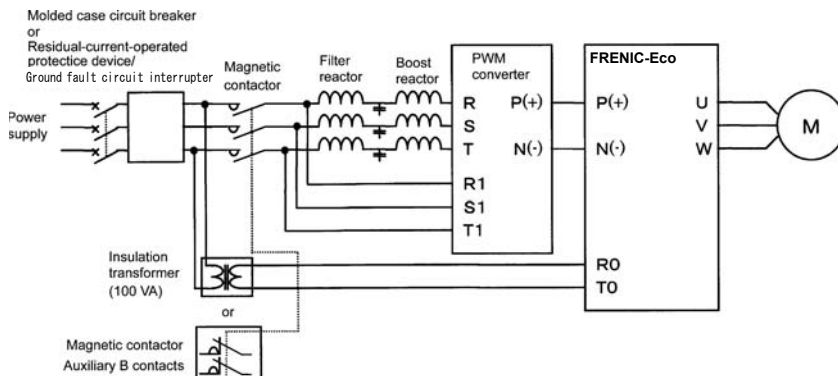 Molded case circuit breaker
or
Residual-current-operated
protectice device/
Ground fault circuit interrupter
Magnetic
contactor
Filter
reactor
Boost
reactor
PWM
converter
FRENIC-Eco
Power
supply
R
S
T
R1
S1
T1
P(+)
N(-)
P(+)
N(-)
R0
T0
U
V
W
M
Insulation
transformer
(100 VA)
or
Magnetic contactor
Auxiliary B contacts